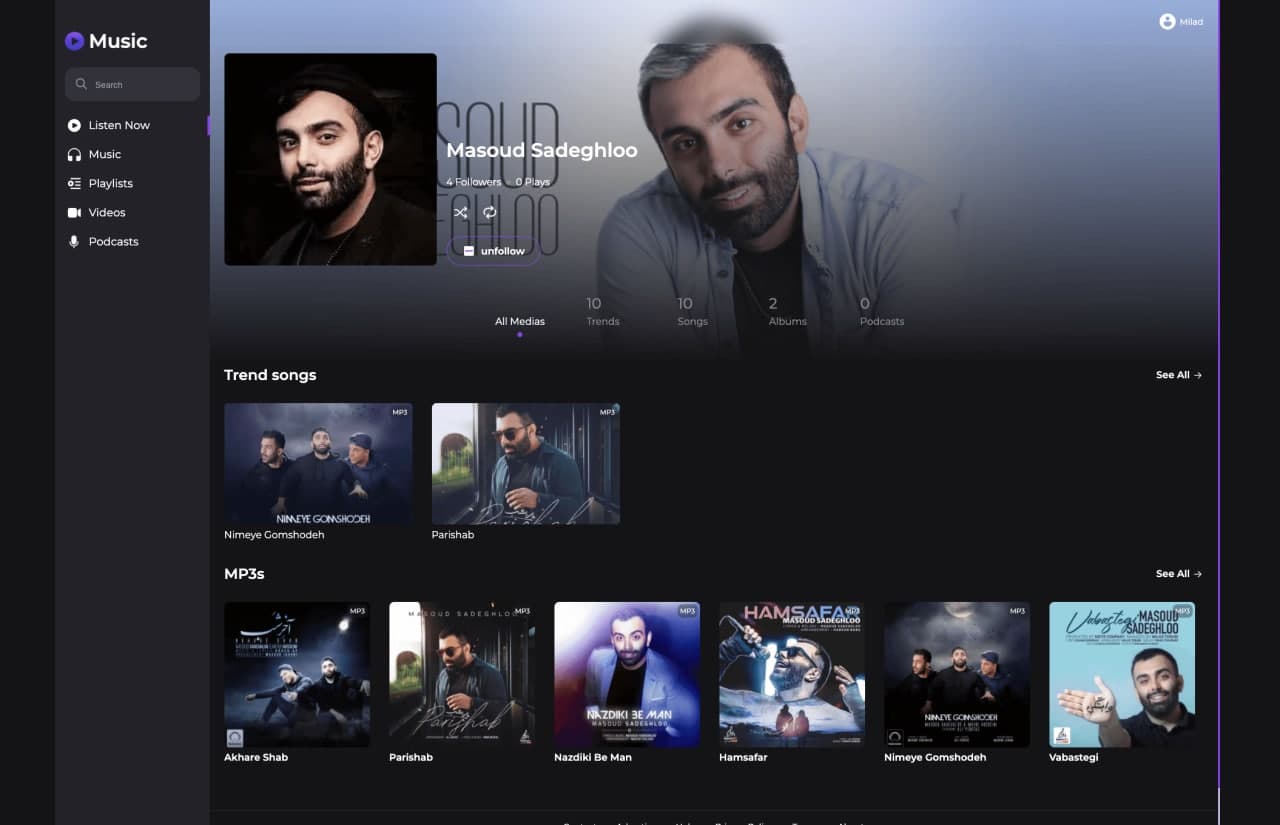 Music
Search
Listen Now
Music
Playlists
Videos
Podcasts
Milad
SOUD
EGHLOO
Masoud Sadeghloo
4 Followers 0 Plays
unfollow
10 10 2 0
All Medias Trends Songs Albums Podcasts
Trend songs See All →
MP3 MP3
NIMEYE GOMSHODEH
Parishab
Nimeye Gomshodeh Parishab
MP3s See All →
MP3 MP3 MP3 MP3 MP3 MP3
MASOUD SADEGHLOO
HAMSAFAR
MASOUD SADEGHLOO
Vabastegi MASOUD
SADEGHLOO
Parishab
NAZDIKI BE MAN
MASOUD SADEGHLOO
NIMEYE GOMSHODEH
Akhare Shab Parishab Nazdiki Be Man Hamsafar Nimeye Gomshodeh Vabastegi